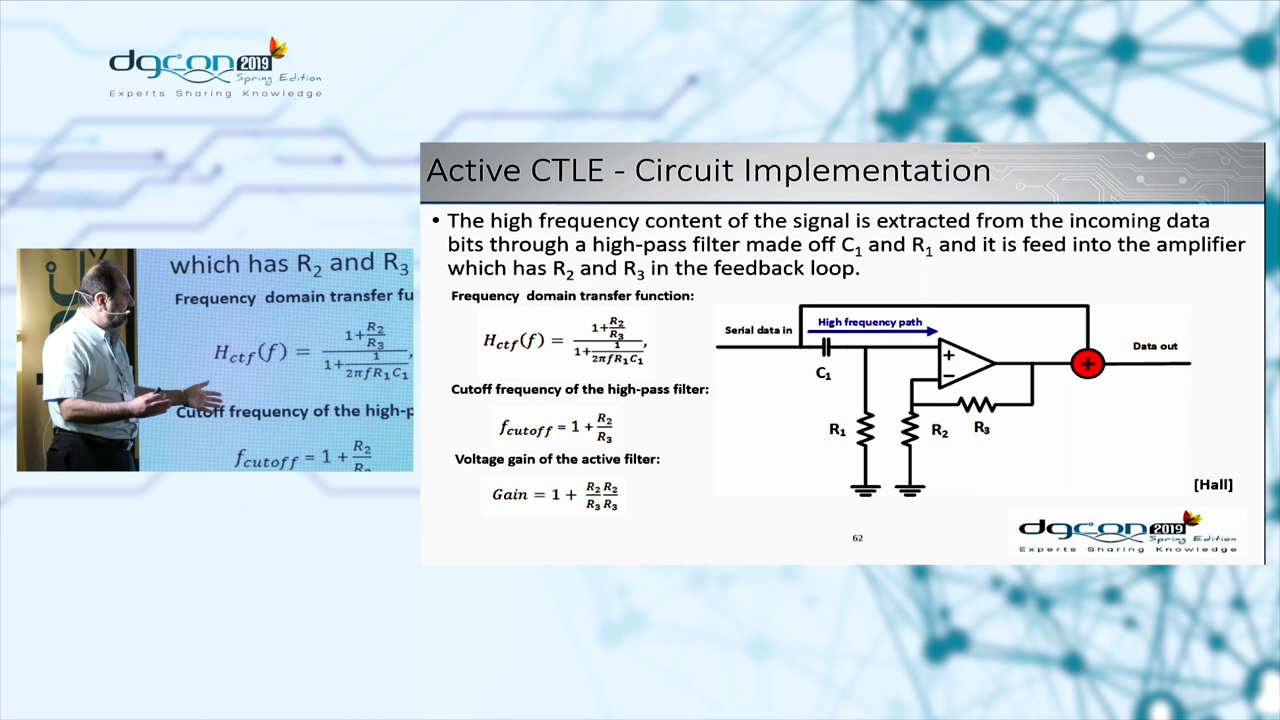 dgcon 2019
Spring Edition
Experts Sharing Knowledge
Active CTLE - Circuit Implementation
• The high frequency content of the signal is extracted from the incoming data
bits through a high-pass filter made off C₁ and R₁ and it is feed into the amplifier
which has R₂ and R₃ in the feedback loop.
Frequency domain transfer function:
H_ctf(f) = (1+R₂/R₃)/(1+1/(2πfR₁C₁)),
Cutoff frequency of the high-pass filter:
f_cutoff = 1 + R₂/R₃
Voltage gain of the active filter:
Gain = 1 + R₂R₂/R₃R₃
Serial data in
High frequency path
Data out
C₁
+
−
+
R₁
R₂
R₃
[Hall]
62
dgcon 2019
Spring Edition
Experts Sharing Knowledge
which has R₂ and R₃
Frequency domain transfer fu
H_ctf(f) = (1+R₂/R₃)/(1+1/(2πfR₁C₁)),
Cutoff frequency of the high-p
f_cutoff = 1 + R₂/R